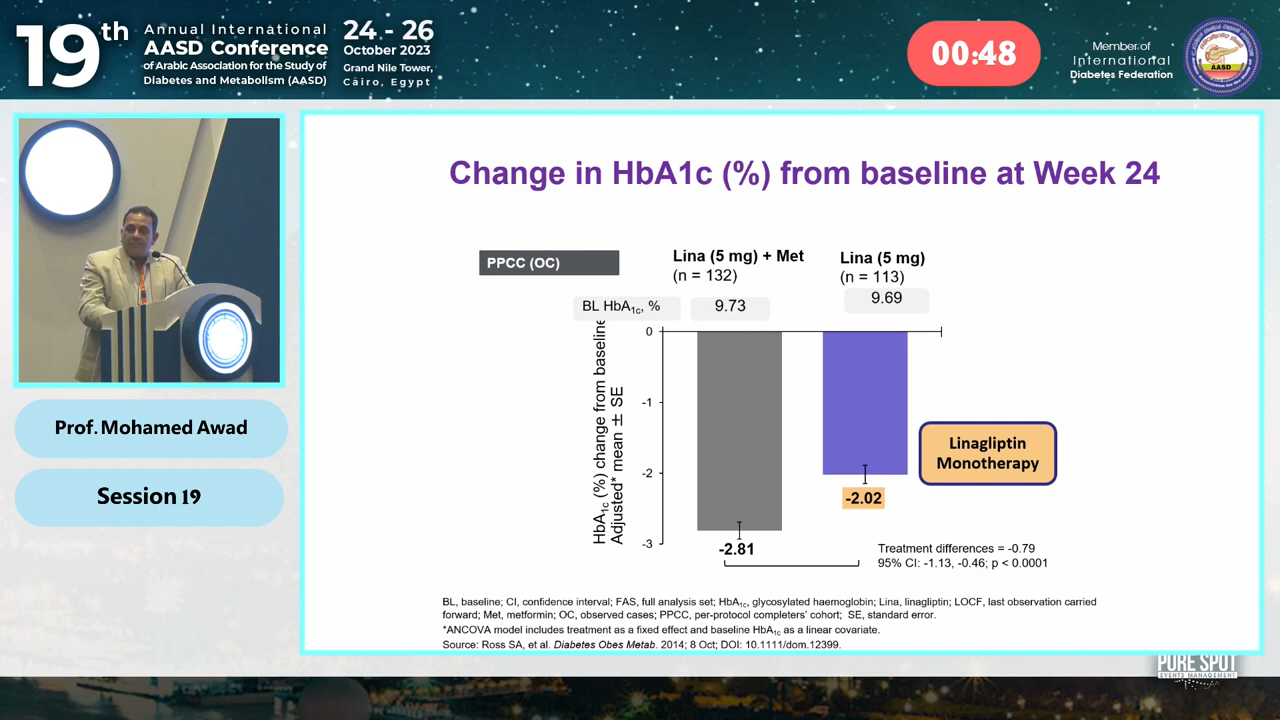 19th
Annual International
AASD Conference
of Arabic Association for the Study of
Diabetes and Metabolism (AASD)
24 - 26
October 2023
Grand Nile Tower,
Cairo, Egypt
00:48
Member of
International
Diabetes Federation
AASD
Prof. Mohamed Awad
Session 19
Change in HbA1c (%) from baseline at Week 24
PPCC (OC)
Lina (5 mg) + Met
(n = 132)
Lina (5 mg)
(n = 113)
BL HbA1c, %
9.73
9.69
HbA1c (%) change from baseline
Adjusted* mean ± SE
0
-1
-2
-3
-2.81
-2.02
Linagliptin
Monotherapy
Treatment differences = -0.79
95% CI: -1.13, -0.46; p < 0.0001
BL, baseline; CI, confidence interval; FAS, full analysis set; HbA1c, glycosylated haemoglobin; Lina, linagliptin; LOCF, last observation carried
forward; Met, metformin; OC, observed cases; PPCC, per-protocol completers' cohort; SE, standard error.
*ANCOVA model includes treatment as a fixed effect and baseline HbA1c as a linear covariate.
Source: Ross SA, et al. Diabetes Obes Metab. 2014; 8 Oct; DOI: 10.1111/dom.12399.
PURE SPOT
EVENTS MANAGEMENT